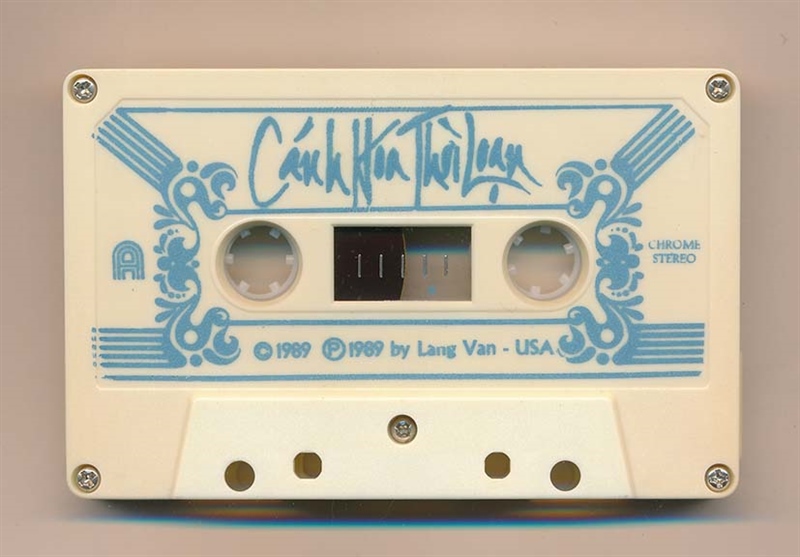 Cánh Hoa Thời Loạn
A
CHROME
STEREO
© 1989 Ⓟ 1989 by Lang Van - USA